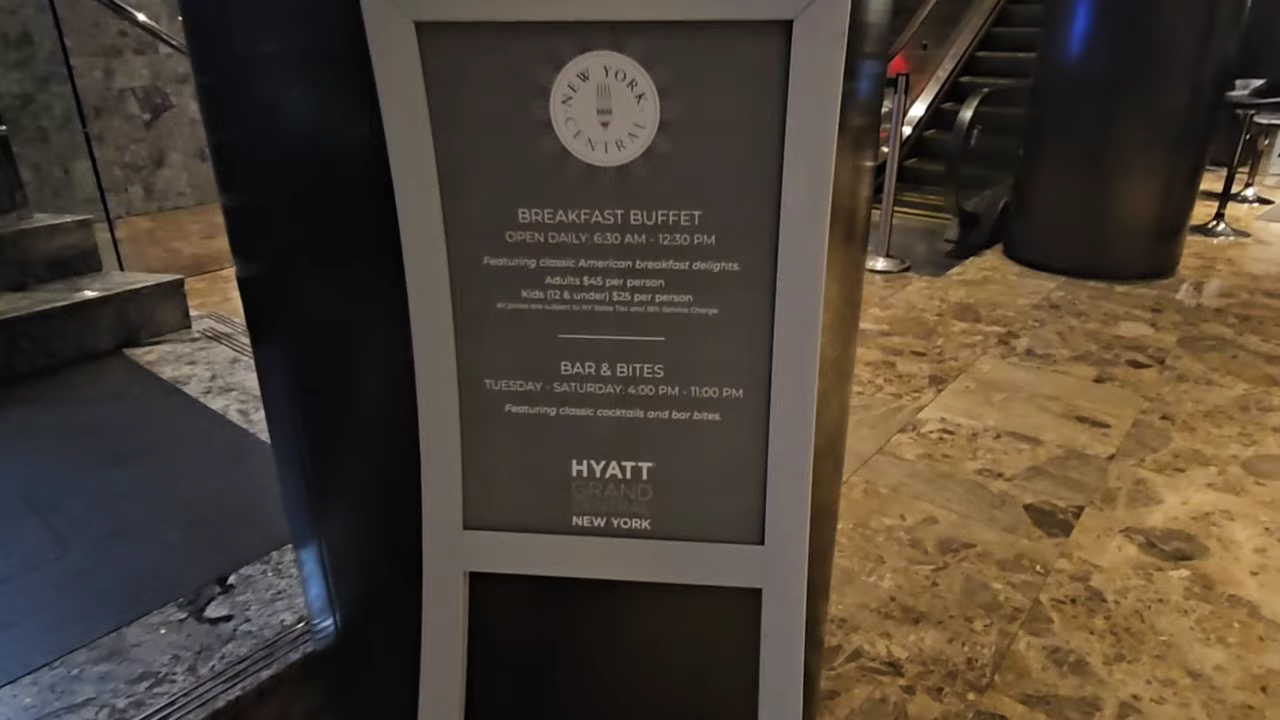 NEW YORK
CENTRAL
BREAKFAST BUFFET
OPEN DAILY: 6:30 AM - 12:30 PM
Featuring classic American breakfast delights.
Adults $45 per person
Kids (12 & under) $25 per person
All prices are subject to NY Sales Tax and 18% Service Charge.
BAR & BITES
TUESDAY - SATURDAY: 4:00 PM - 11:00 PM
Featuring classic cocktails and bar bites.
HYATT
GRAND
CENTRAL
NEW YORK